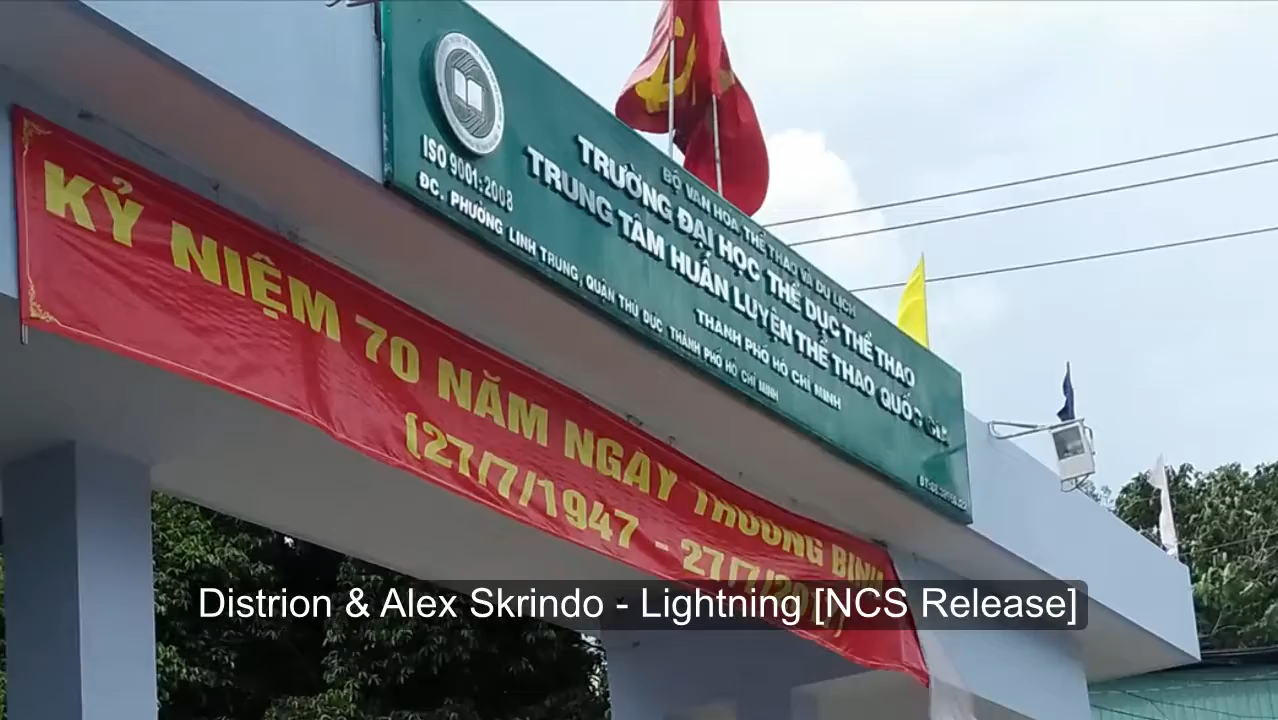 BỘ VĂN HÓA, THỂ THAO VÀ DU LỊCH
TRƯỜNG ĐẠI HỌC THỂ DỤC THỂ THAO
TRUNG TÂM HUẤN LUYỆN THỂ THAO QUỐC GIA
THÀNH PHỐ HỒ CHÍ MINH
ISO 9001:2008
ĐC. PHƯỜNG LINH TRUNG, QUẬN THỦ ĐỨC THÀNH PHỐ HỒ CHÍ MINH
KỶ NIỆM 70 NĂM NGÀY THƯƠNG BINH
(27/7/1947 - 27/7/2017)
Distrion & Alex Skrindo - Lightning [NCS Release]